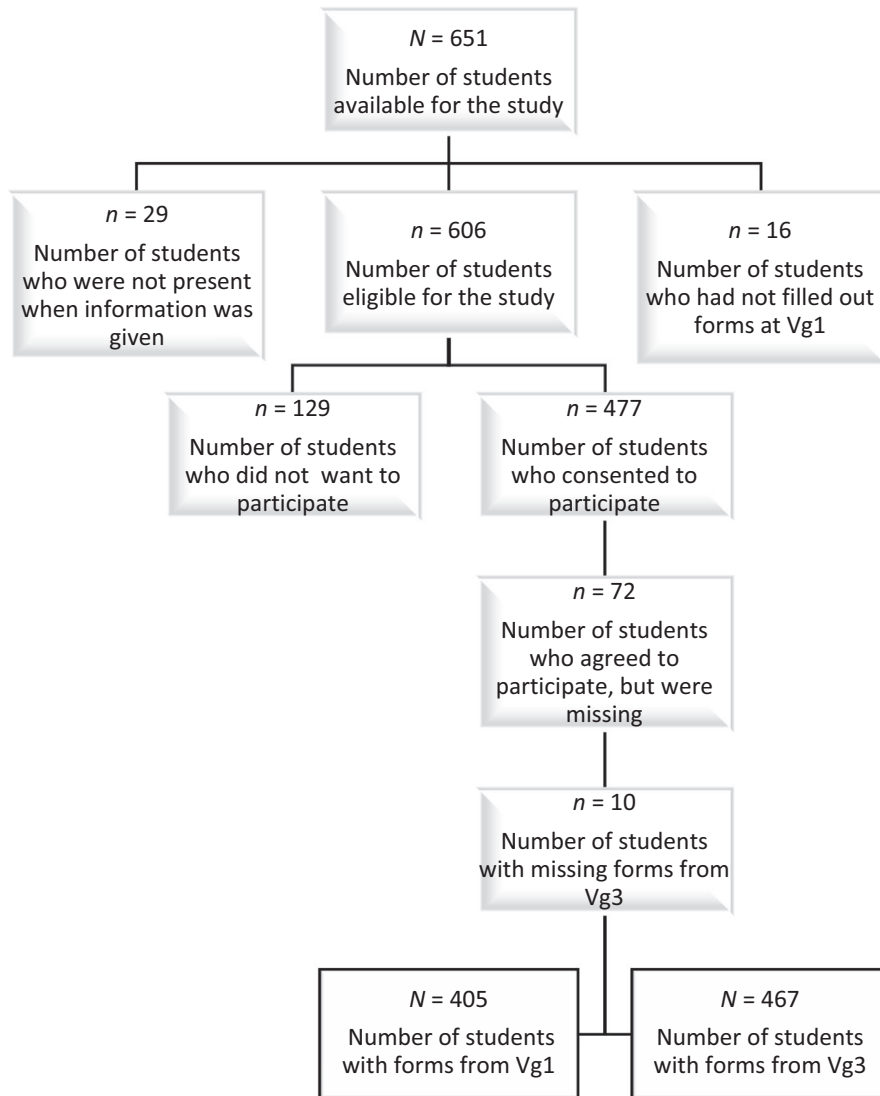 N = 651
Number of students
available for the study
n = 29
Number of students
who were not present
when information was
given
n = 606
Number of students
eligible for the study
n = 16
Number of students
who had not filled out
forms at Vg1
n = 129
Number of students
who did not  want to
participate
n = 477
Number of students
who consented to
participate
n = 72
Number of students
who agreed to
participate, but were
missing
n = 10
Number of students
with missing forms from
Vg3
N = 405
Number of students
with forms from Vg1
N = 467
Number of students
with forms from Vg3